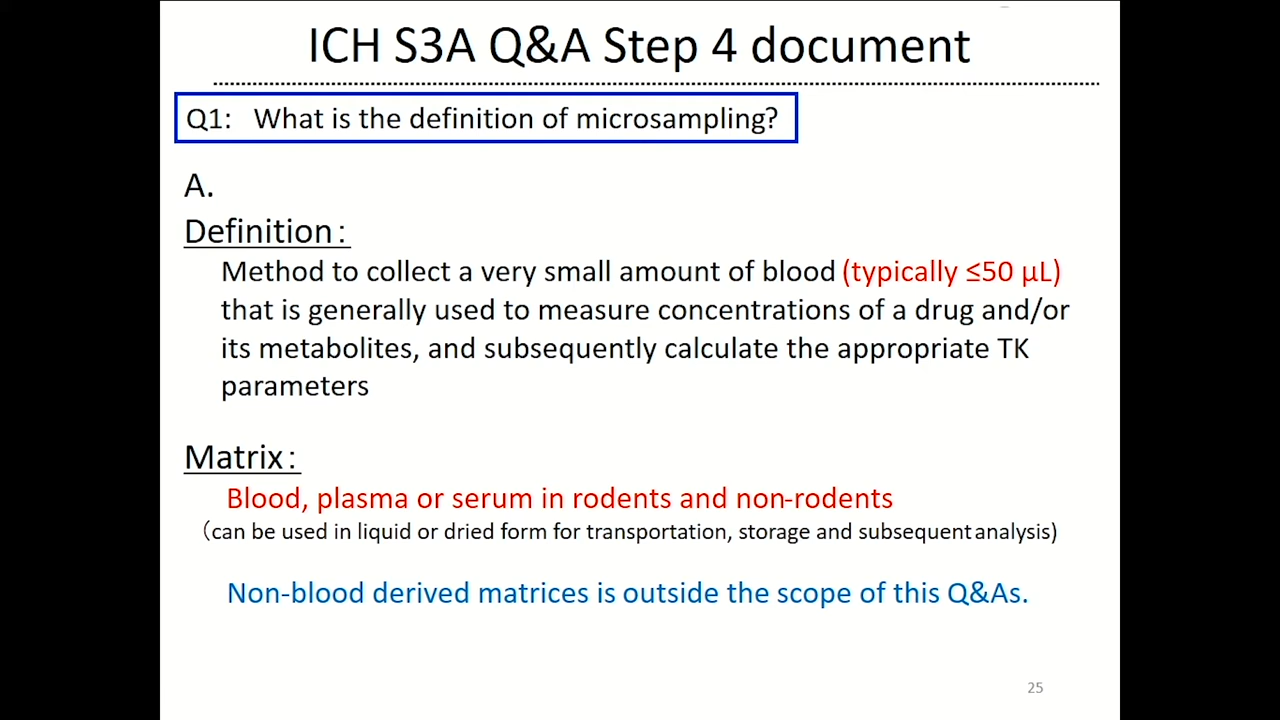 ICH S3A Q&A Step 4 document
Q1: What is the definition of microsampling?
A.
Definition:
Method to collect a very small amount of blood (typically ≤50 μL)
that is generally used to measure concentrations of a drug and/or
its metabolites, and subsequently calculate the appropriate TK
parameters
Matrix:
Blood, plasma or serum in rodents and non-rodents
(can be used in liquid or dried form for transportation, storage and subsequent analysis)
Non-blood derived matrices is outside the scope of this Q&As.
25